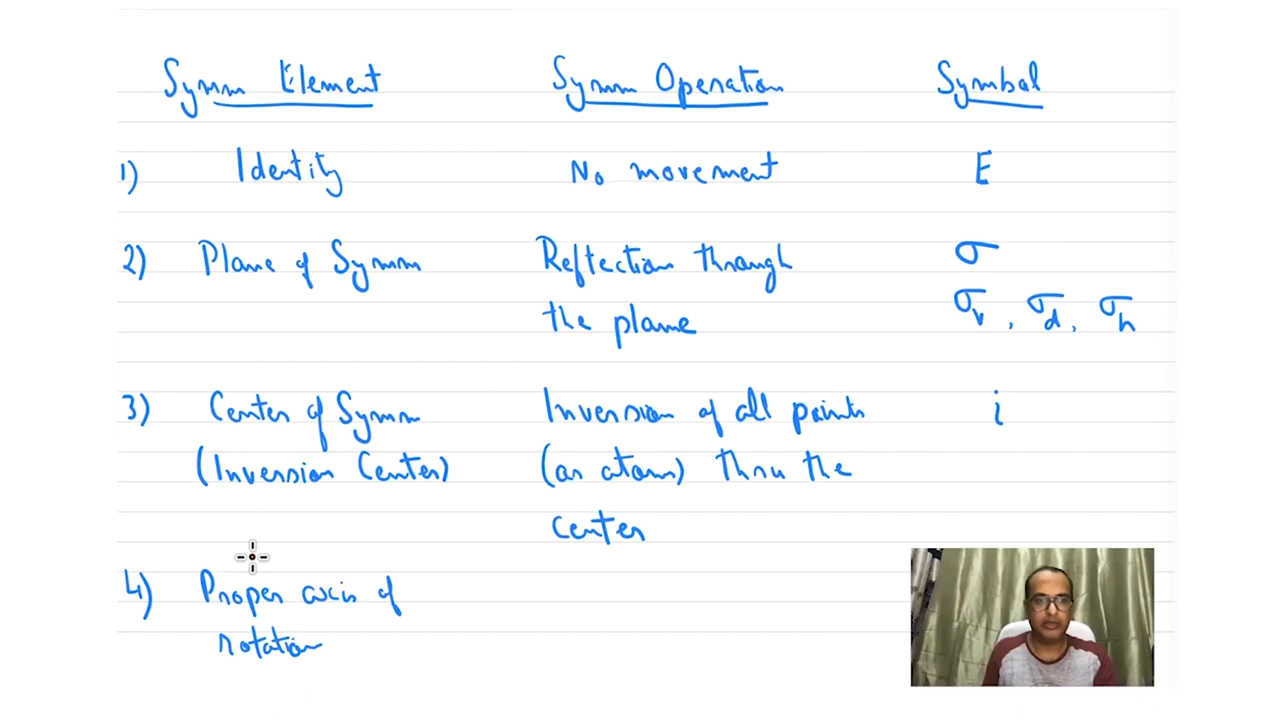 Symm Element Symm Operation Symbol
1) Identity No movement E
2) Plane of Symm Reflection through σ
the plane σv, σd, σh
3) Center of Symm Inversion of all points i
(Inversion Center) (or atoms) thru the
center
4) Proper axis of
rotation